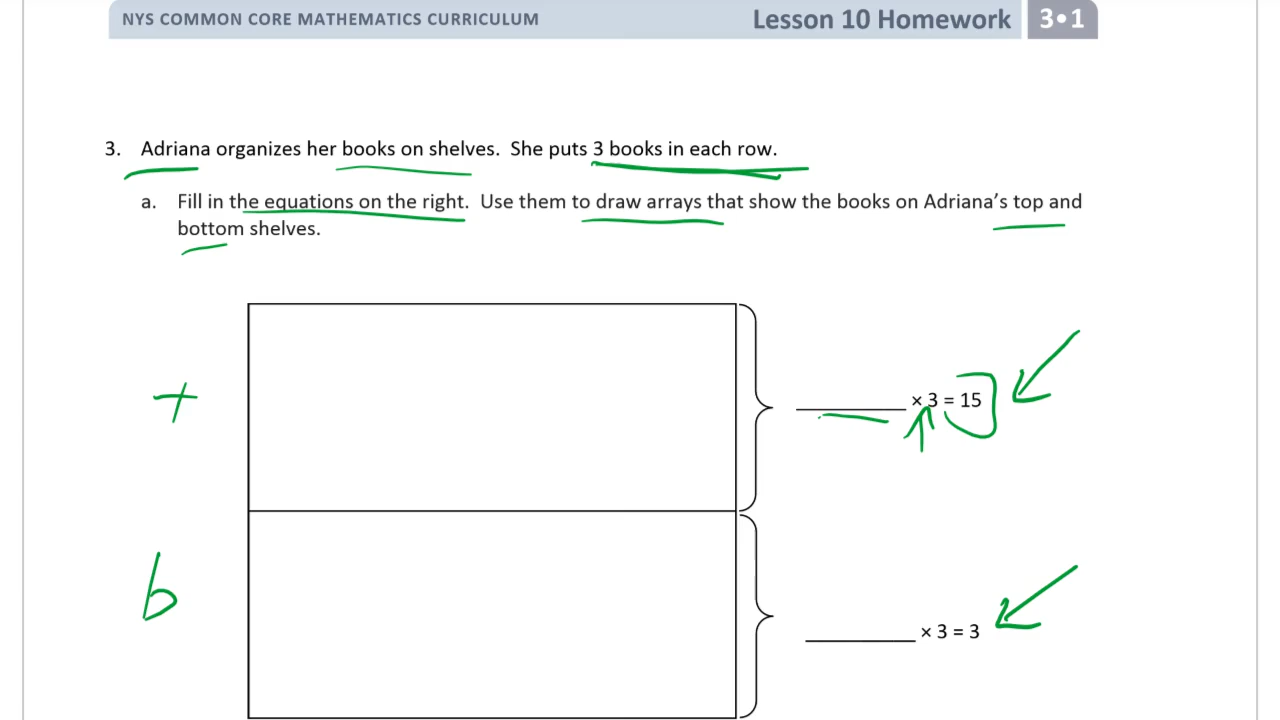 NYS COMMON CORE MATHEMATICS CURRICULUM Lesson 10 Homework 3•1
3. Adriana organizes her books on shelves. She puts 3 books in each row.
a. Fill in the equations on the right. Use them to draw arrays that show the books on Adriana's top and
bottom shelves.
t
__________ × 3 = 15
b
__________ × 3 = 3